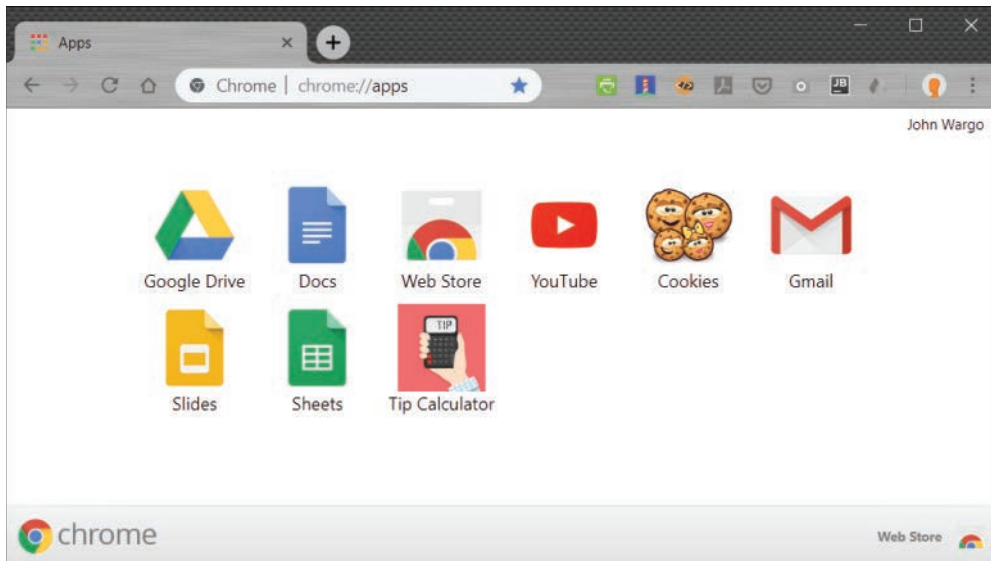 Apps
Chrome | chrome://apps
JB
John Wargo
Google Drive Docs Web Store YouTube Cookies Gmail
TIP
Slides Sheets Tip Calculator
chrome Web Store